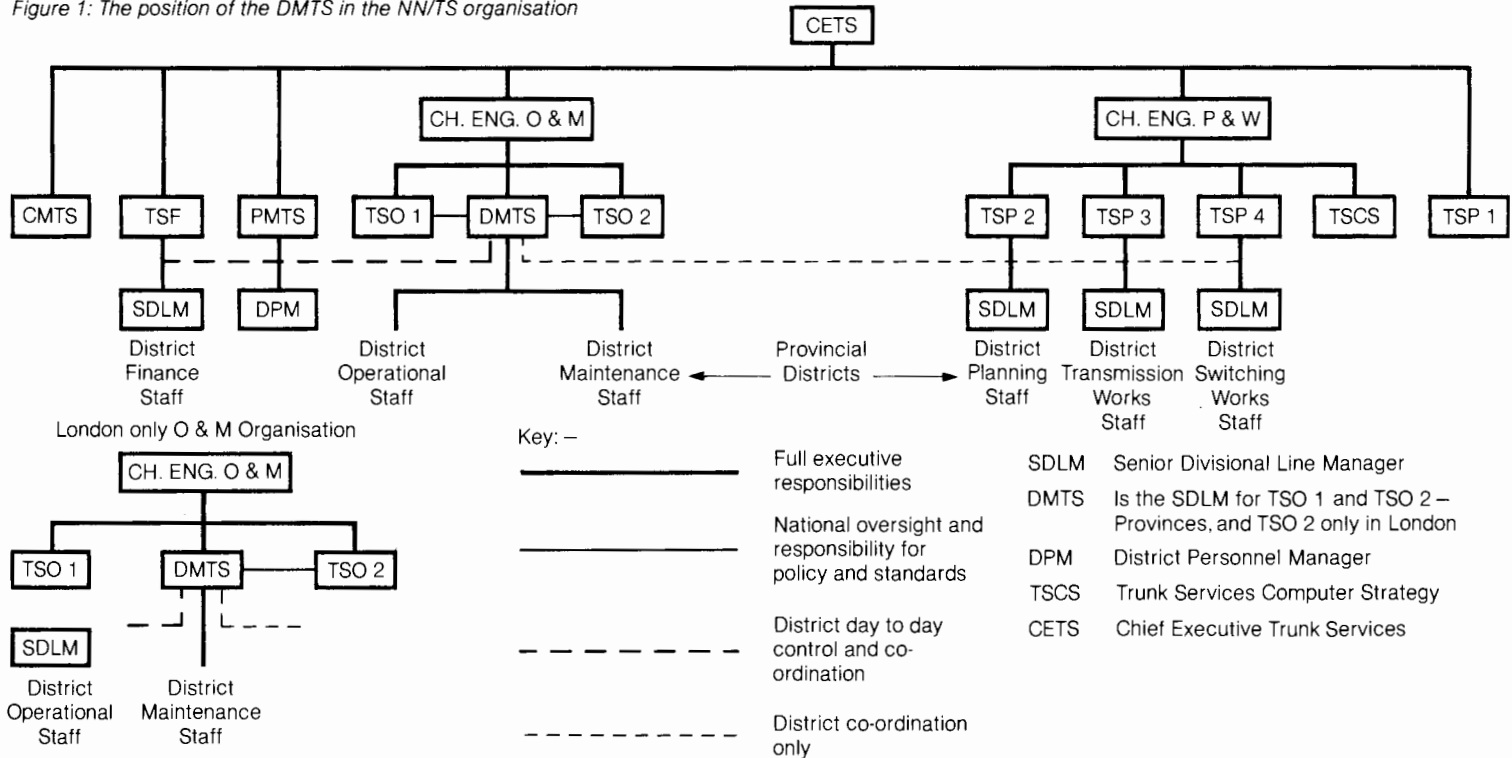 Figure 1: The position of the DMTS in the NN/TS organisation
CETS
CH. ENG. O & M
CH. ENG. P & W
CMTS
TSF
PMTS
TSO 1
DMTS
TSO 2
TSP 2
TSP 3
TSP 4
TSCS
TSP 1
SDLM
DPM
SDLM
SDLM
SDLM
District
Finance
Staff
District
Operational
Staff
District
Maintenance
Staff
Provincial
Districts
District
Planning
Staff
District
Transmission
Works
Staff
District
Switching
Works
Staff
London only O & M Organisation
CH. ENG. O & M
TSO 1
DMTS
TSO 2
SDLM
District
Operational
Staff
District
Maintenance
Staff
Key: –
Full executive
responsibilities
National oversight and
responsibility for
policy and standards
District day to day
control and co-
ordination
District co-ordination
only
SDLM Senior Divisional Line Manager
DMTS Is the SDLM for TSO 1 and TSO 2 –
Provinces, and TSO 2 only in London
DPM District Personnel Manager
TSCS Trunk Services Computer Strategy
CETS Chief Executive Trunk Services